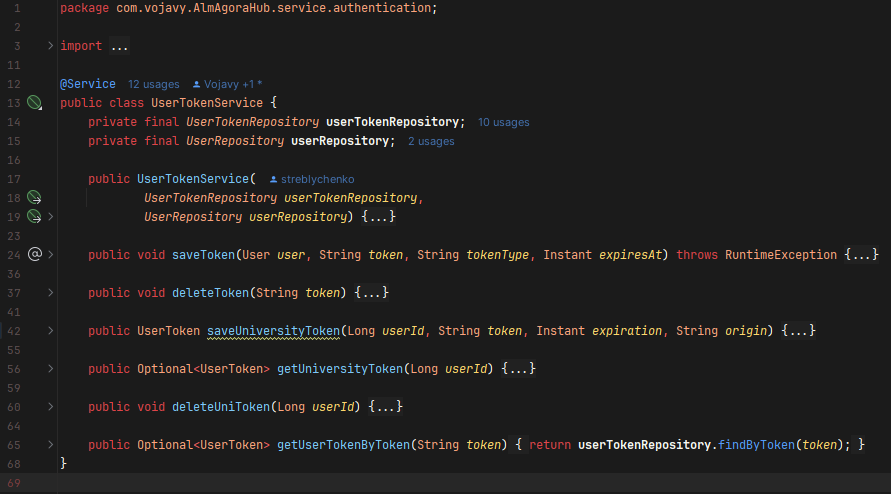 1 package com.vojavy.AlmAgoraHub.service.authentication;
2
3 import ...
11
12 @Service 12 usages Vojavy +1 *
13 public class UserTokenService {
14 private final UserTokenRepository userTokenRepository; 10 usages
15 private final UserRepository userRepository; 2 usages
16
17 public UserTokenService( streblychenko
18 UserTokenRepository userTokenRepository,
19 UserRepository userRepository) {...}
23
24 @ public void saveToken(User user, String token, String tokenType, Instant expiresAt) throws RuntimeException {...}
36
37 public void deleteToken(String token) {...}
41
42 public UserToken saveUniversityToken(Long userId, String token, Instant expiration, String origin) {...}
55
56 public Optional<UserToken> getUniversityToken(Long userId) {...}
59
60 public void deleteUniToken(Long userId) {...}
64
65 public Optional<UserToken> getUserTokenByToken(String token) { return userTokenRepository.findByToken(token); }
68 }
69